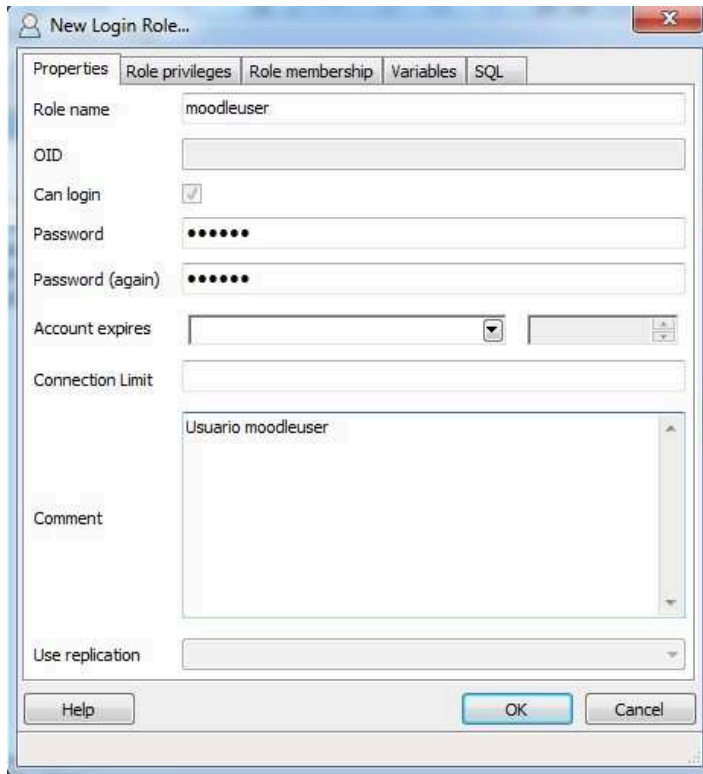 New Login Role...
Properties Role privileges Role membership Variables SQL
Role name moodleuser
OID
Can login
Password ••••••
Password (again) ••••••
Account expires
Connection Limit
Comment Usuario moodleuser
Use replication
Help OK Cancel